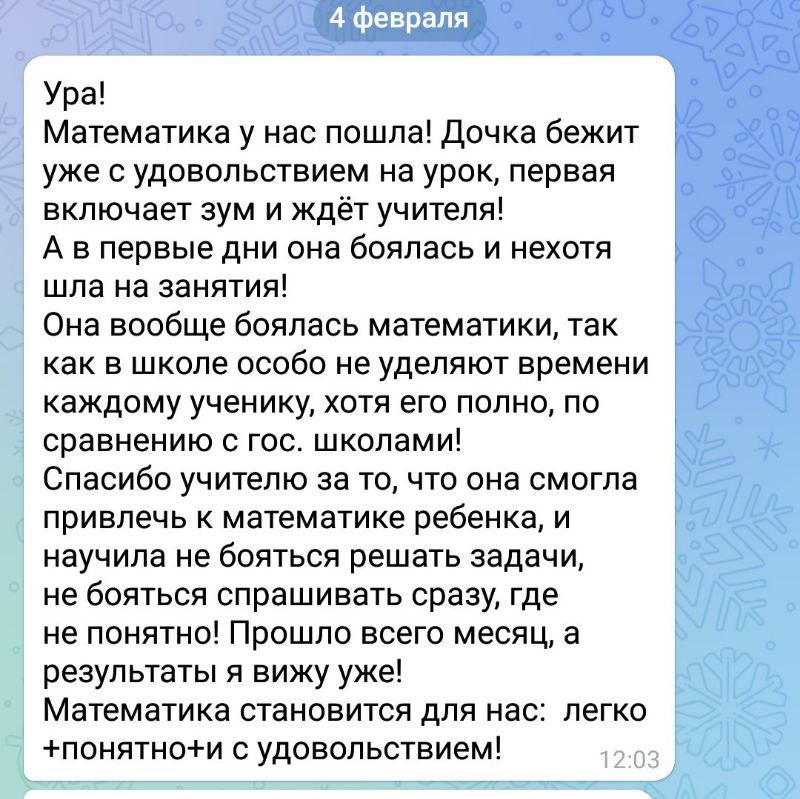 4 февраля
Ура!
Математика у нас пошла! Дочка бежит
уже с удовольствием на урок, первая
включает зум и ждёт учителя!
А в первые дни она боялась и нехотя
шла на занятия!
Она вообще боялась математики, так
как в школе особо не уделяют времени
каждому ученику, хотя его полно, по
сравнению с гос. школами!
Спасибо учителю за то, что она смогла
привлечь к математике ребенка, и
научила не бояться решать задачи,
не бояться спрашивать сразу, где
не понятно! Прошло всего месяц, а
результаты я вижу уже!
Математика становится для нас:  легко
+понятно+и с удовольствием!
12:03